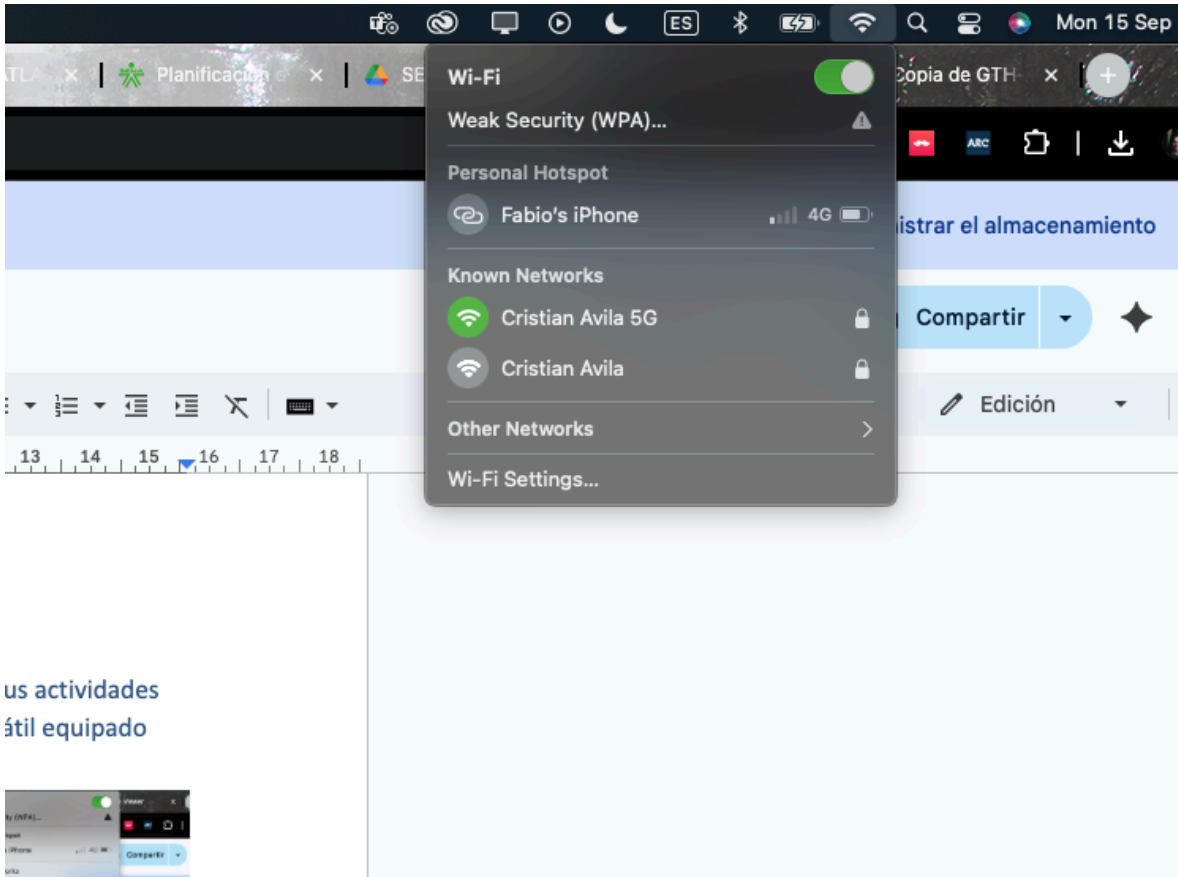 ES
Mon 15 Sep
TLA
Planificación
SE
Copia de GTH-
Wi-Fi
Weak Security (WPA)...
ARC
Personal Hotspot
Fabio's iPhone
4G
istrar el almacenamiento
Known Networks
Cristian Avila 5G
Compartir
Cristian Avila
Edición
Other Networks
13 14 15 16 17 18
Wi-Fi Settings...
us actividades
átil equipado
Compartir